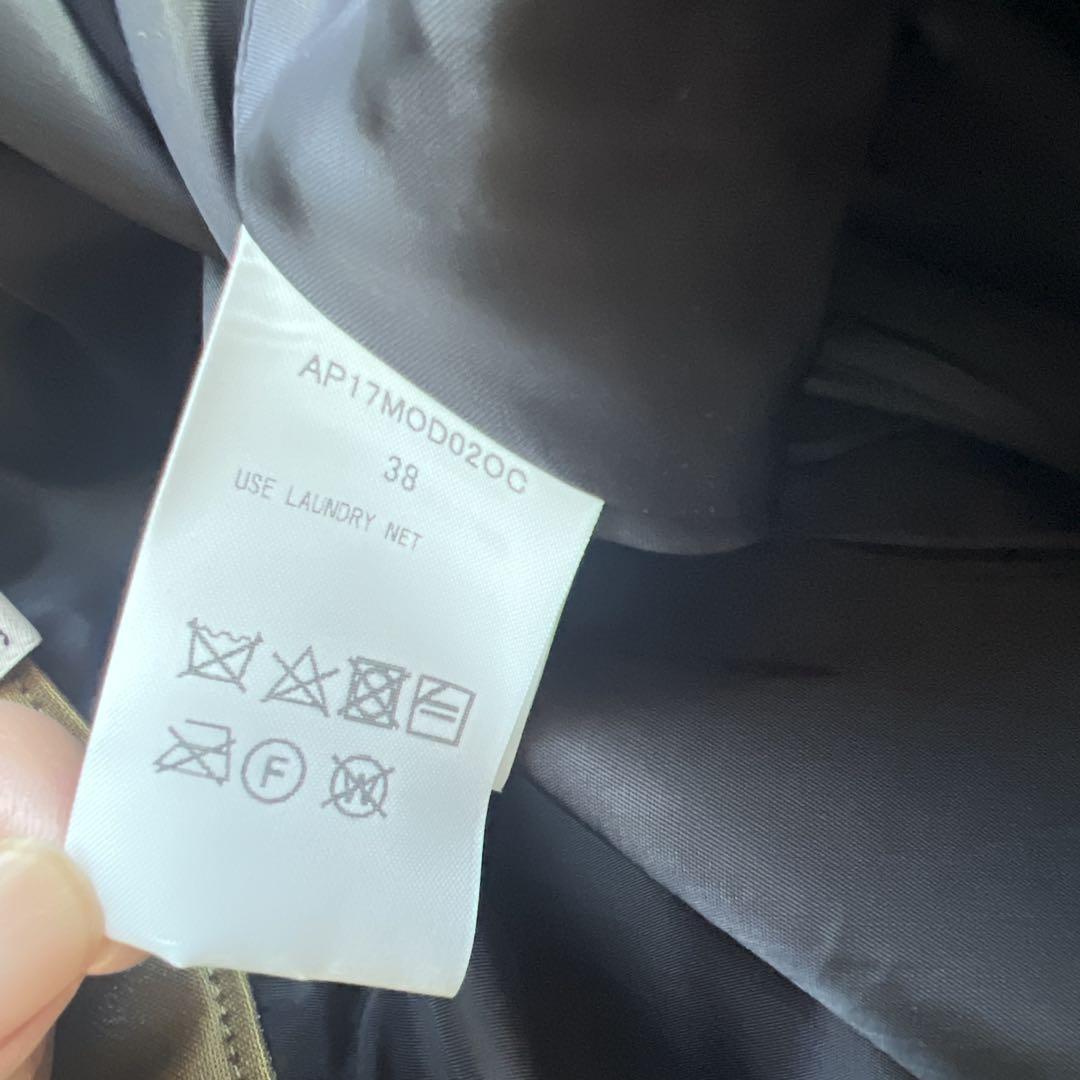 AP17MOD02OC
38
USE LAUNDRY NET
F
W